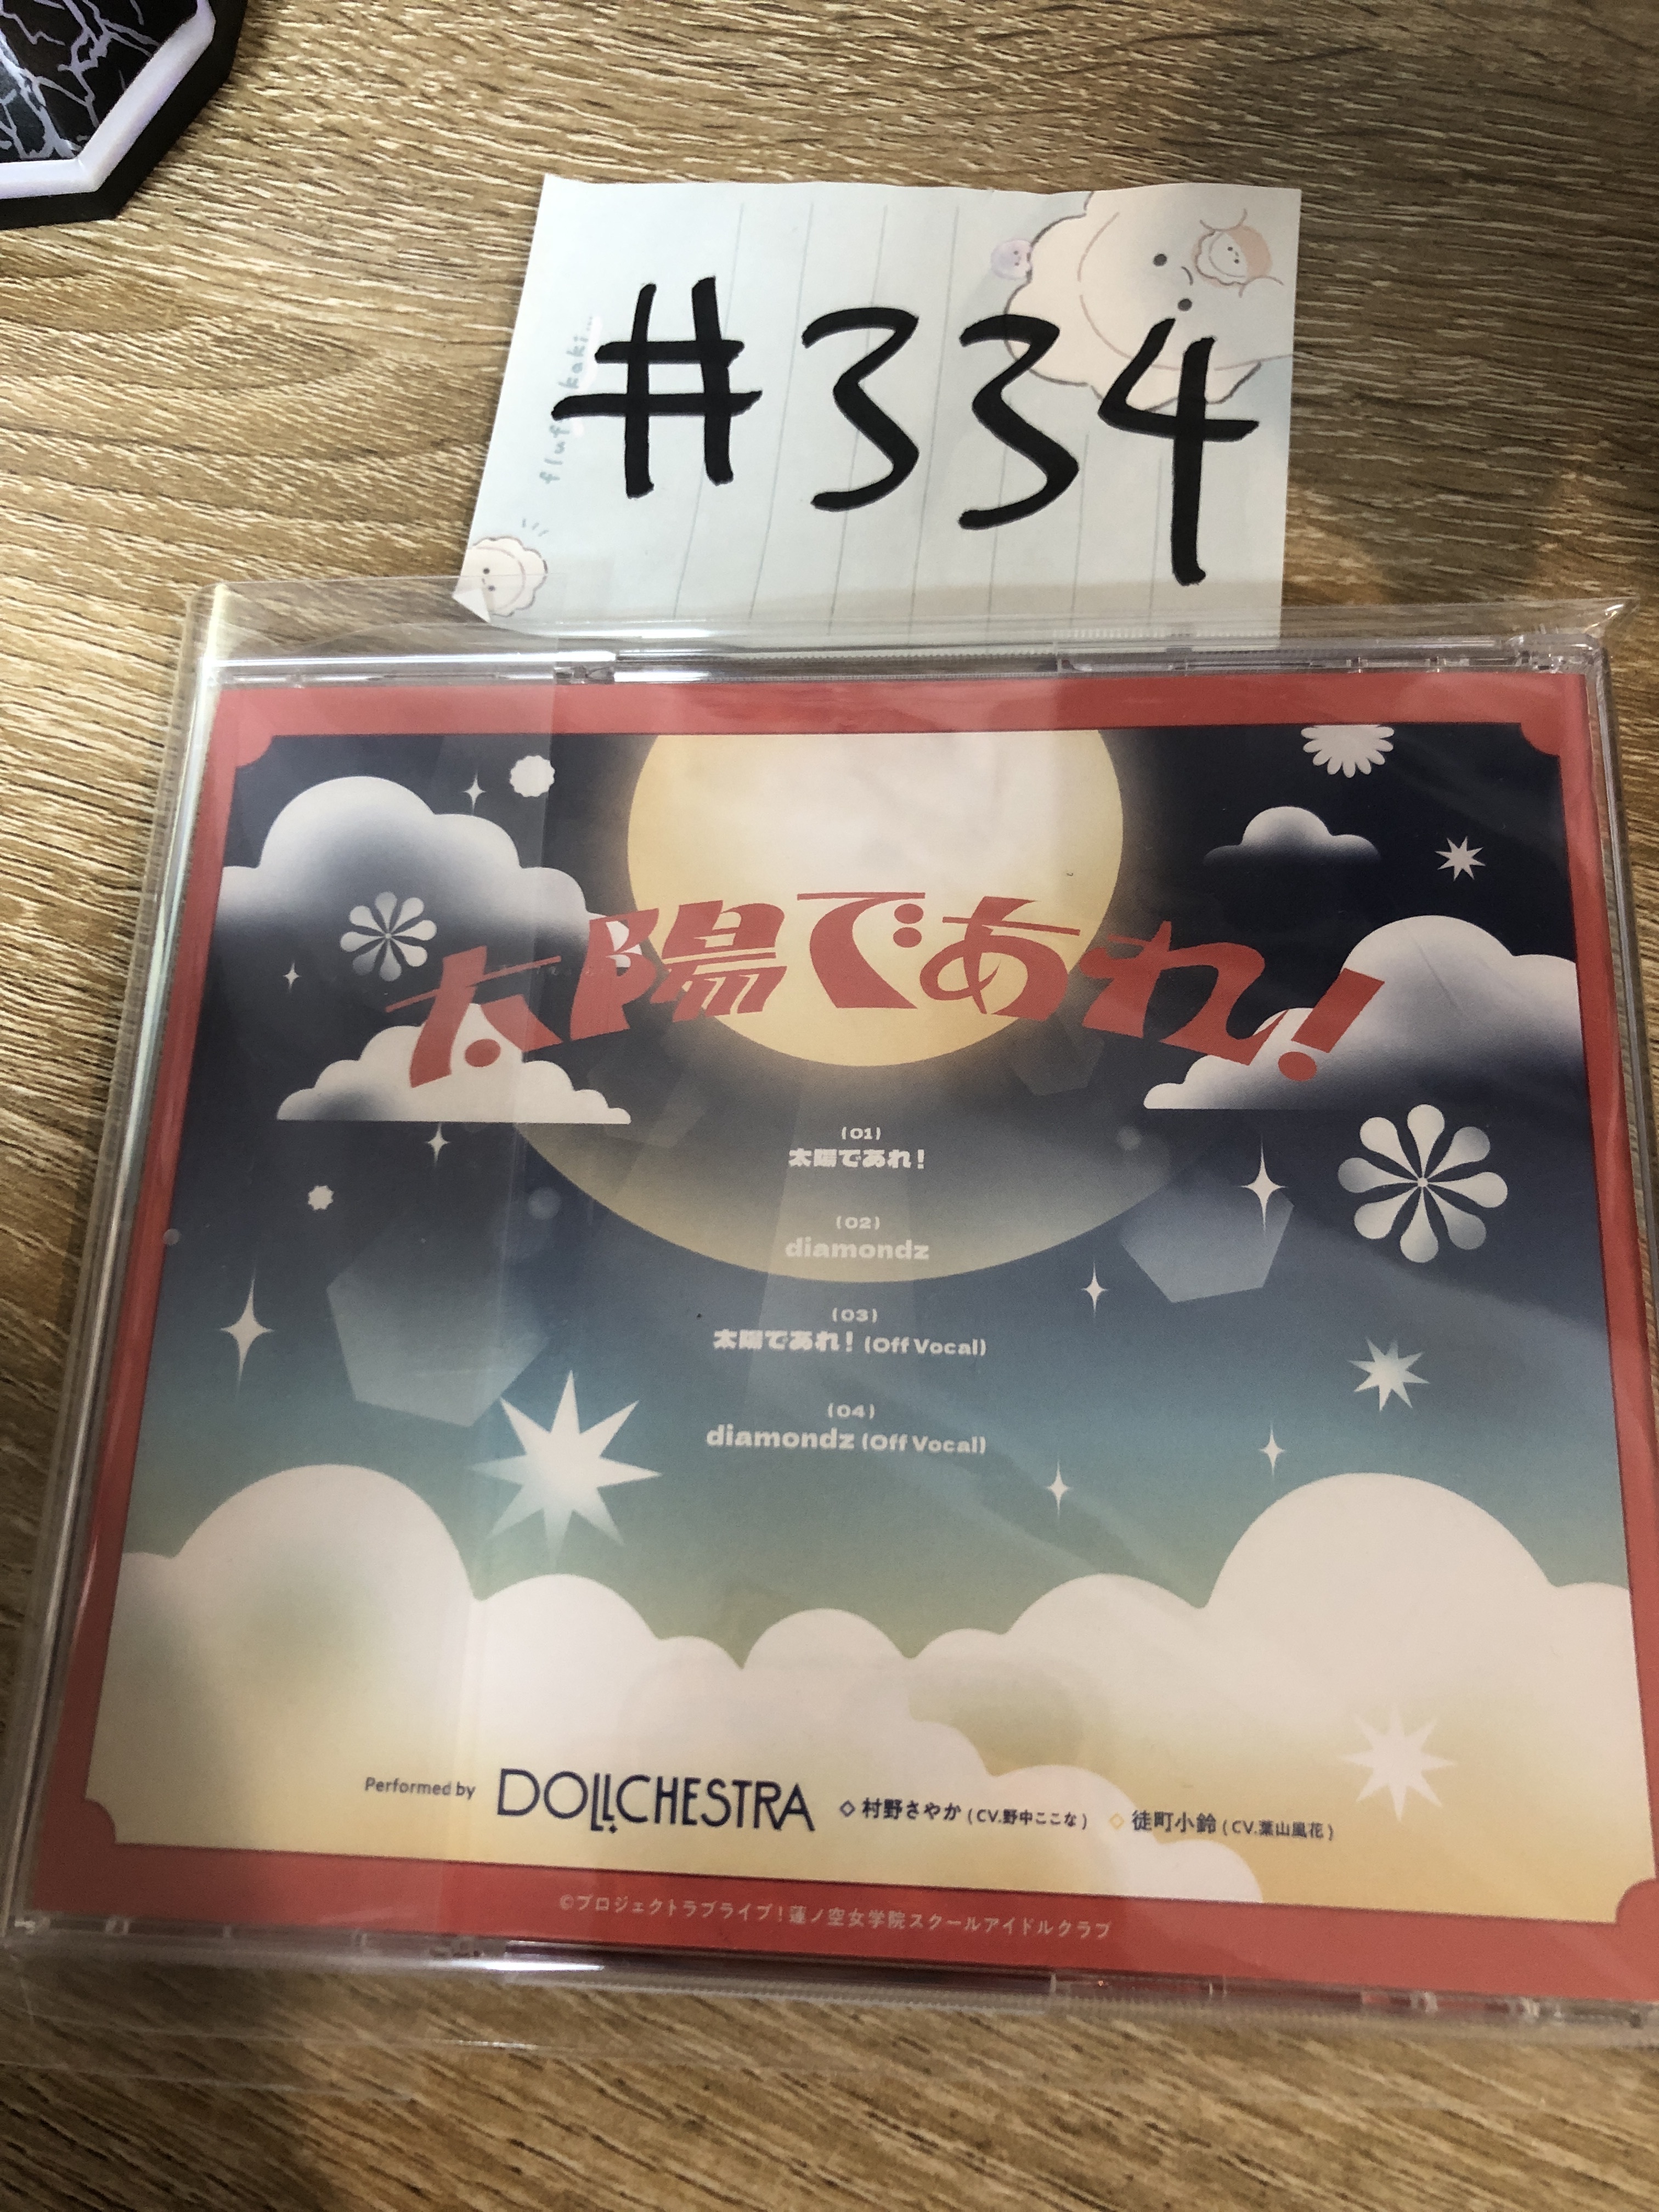 #334
太陽であれ!
(01)
太陽であれ!
(02)
diamondz
(03)
太陽であれ! (Off Vocal)
(04)
diamondz (Off Vocal)
Performed by DOLLCHESTRA ◇ 村野さやか (CV.野中ここな) ◇ 徒町小鈴 (CV.葉山風花)
©プロジェクトラブライブ!蓮ノ空女学院スクールアイドルクラブ